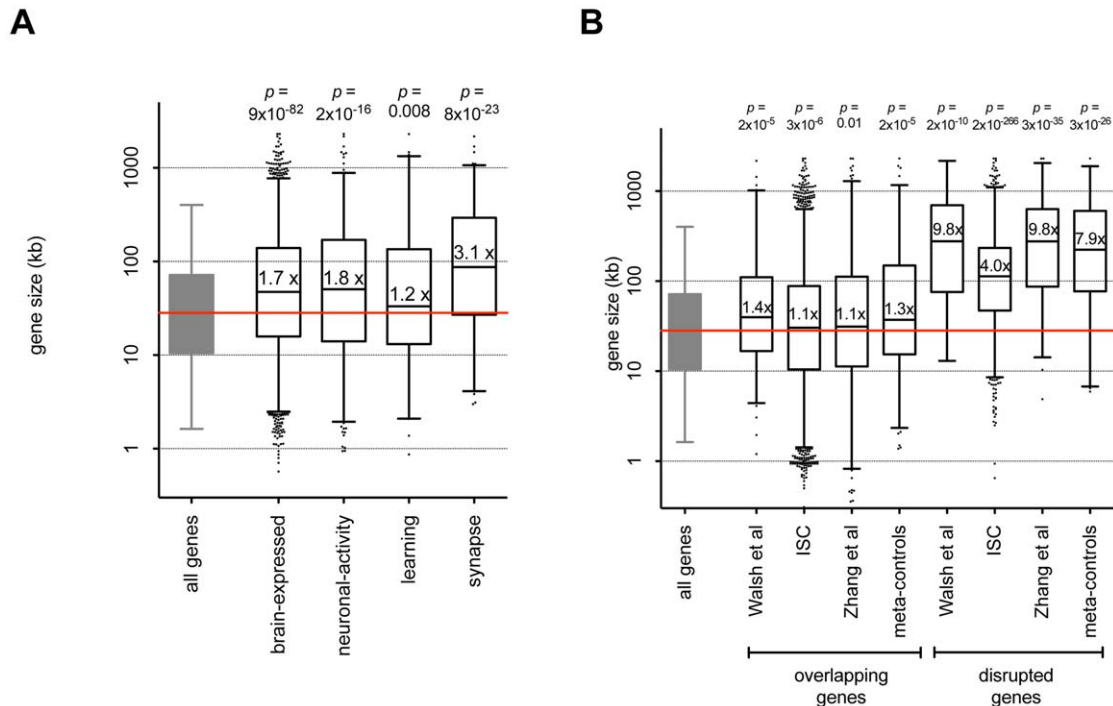 A
p = p = p = p =
9x10-82 2x10-16 0.008 8x10-23
gene size (kb)
1000
100
10
1
1.7 x 1.8 x 1.2 x 3.1 x
all genes
brain-expressed
neuronal-activity
learning
synapse
B
p = p = p = p = p = p = p = p =
2x10-5 3x10-6 0.01 2x10-5 2x10-10 2x10-266 3x10-35 3x10-26
gene size (kb)
1000
100
10
1
1.4x 1.1x 1.1x 1.3x 9.8x 4.0x 9.8x 7.9x
all genes
Walsh et al
ISC
Zhang et al
meta-controls
Walsh et al
ISC
Zhang et al
meta-controls
overlapping
genes
disrupted
genes